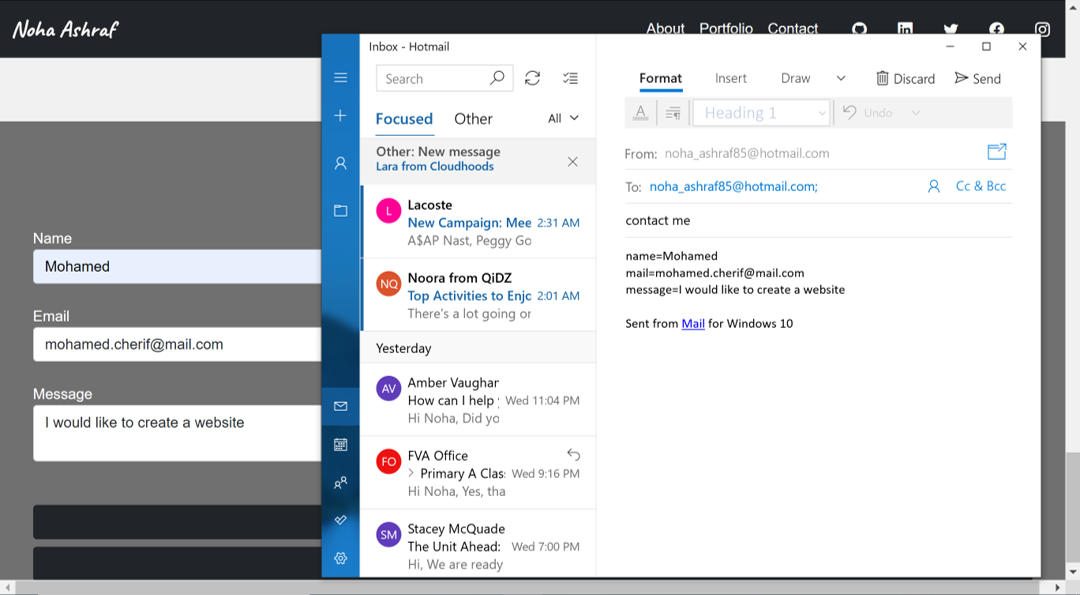 Noha Ashraf
About Portfolio Contact
Name
Mohamed
Email
mohamed.cherif@mail.com
Message
I would like to create a website
Inbox - Hotmail
Search
Focused Other All
Other: New message
Lara from Cloudhoods
L
Lacoste
New Campaign: Mee 2:31 AM
A$AP Nast, Peggy Go
NQ
Noora from QiDZ
Top Activities to Enjo 2:01 AM
There's a lot going on
Yesterday
AV
Amber Vaughan
How can I help 11:04 PM Wed
Hi Noha, Did yo
FO
FVA Office
Primary A Clas Wed 9:16 PM
Hi Noha, Yes, tha
SM
Stacey McQuade
The Unit Ahead: Wed 7:00 PM
Hi, We are ready
Format Insert Draw Discard Send
A Heading 1 Undo
From: noha_ashraf85@hotmail.com
To: noha_ashraf85@hotmail.com; Cc & Bcc
contact me
name=Mohamed
mail=mohamed.cherif@mail.com
message=I would like to create a website
Sent from Mail for Windows 10